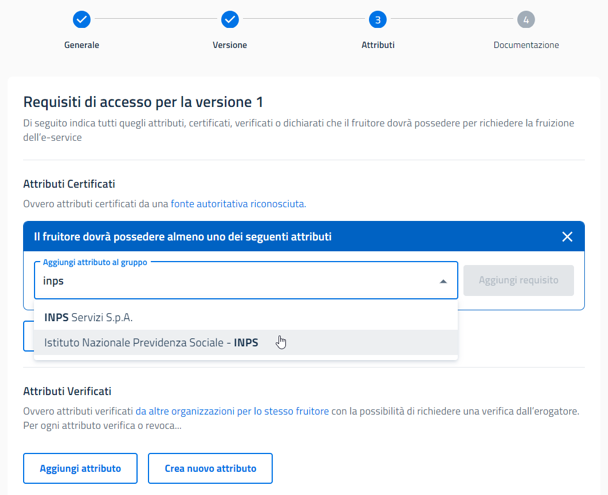 3
4
Generale
Versione
Attributi
Documentazione
Requisiti di accesso per la versione 1
Di seguito indica tutti quegli attributi, certificati, verificati o dichiarati che il fruitore dovrà possedere per richiedere la fruizione
dell'e-service
Attributi Certificati
Ovvero attributi certificati da una fonte autoritativa riconosciuta.
Il fruitore dovrà possedere almeno uno dei seguenti attributi
Aggiungi attributo al gruppo
inps
Aggiungi requisito
INPS Servizi S.p.A.
Istituto Nazionale Previdenza Sociale - INPS
Attributi Verificati
Ovvero attributi verificati da altre organizzazioni per lo stesso fruitore con la possibilità di richiedere una verifica dall'erogatore.
Per ogni attributo verifica o revoca...
Aggiungi attributo
Crea nuovo attributo